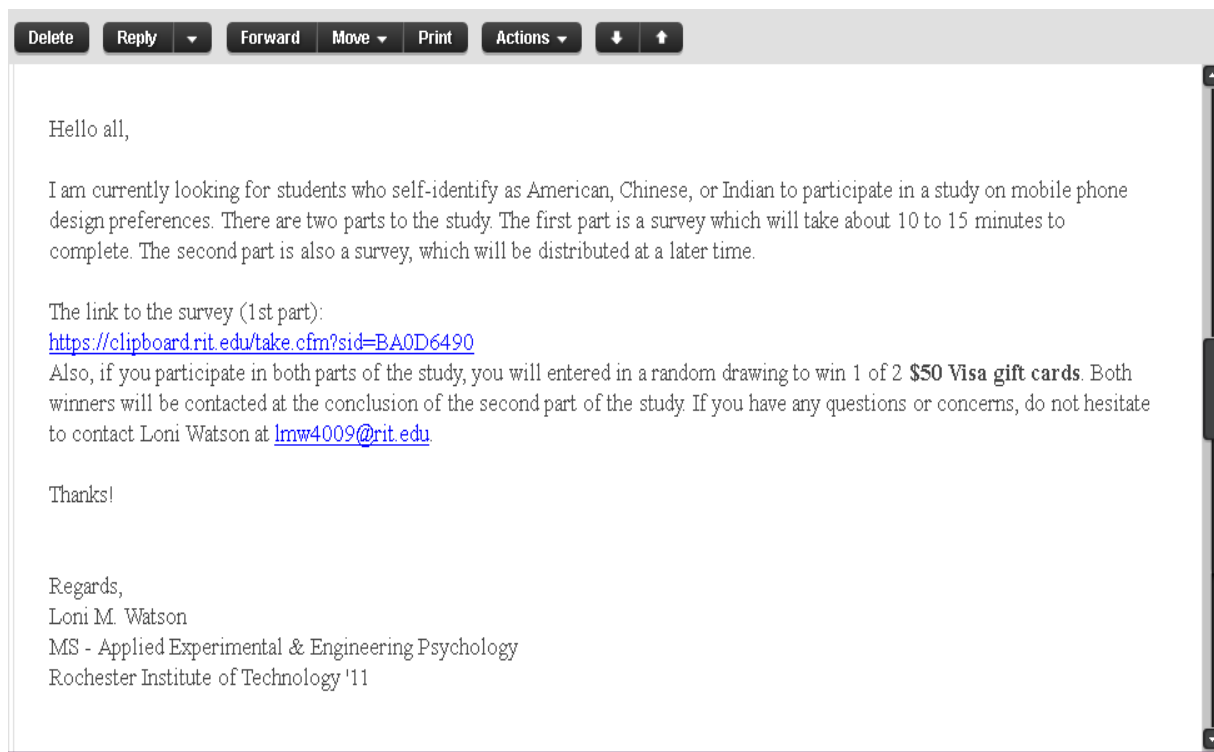 Delete Reply Forward Move Print Actions
Hello all,
I am currently looking for students who self-identify as American, Chinese, or Indian to participate in a study on mobile phone
design preferences. There are two parts to the study. The first part is a survey which will take about 10 to 15 minutes to
complete. The second part is also a survey, which will be distributed at a later time.
The link to the survey (1st part):
https://clipboard.rit.edu/take.cfm?sid=BA0D6490
Also, if you participate in both parts of the study, you will entered in a random drawing to win 1 of 2 $50 Visa gift cards. Both
winners will be contacted at the conclusion of the second part of the study. If you have any questions or concerns, do not hesitate
to contact Loni Watson at lmw4009@rit.edu.
Thanks!
Regards,
Loni M. Watson
MS - Applied Experimental & Engineering Psychology
Rochester Institute of Technology '11